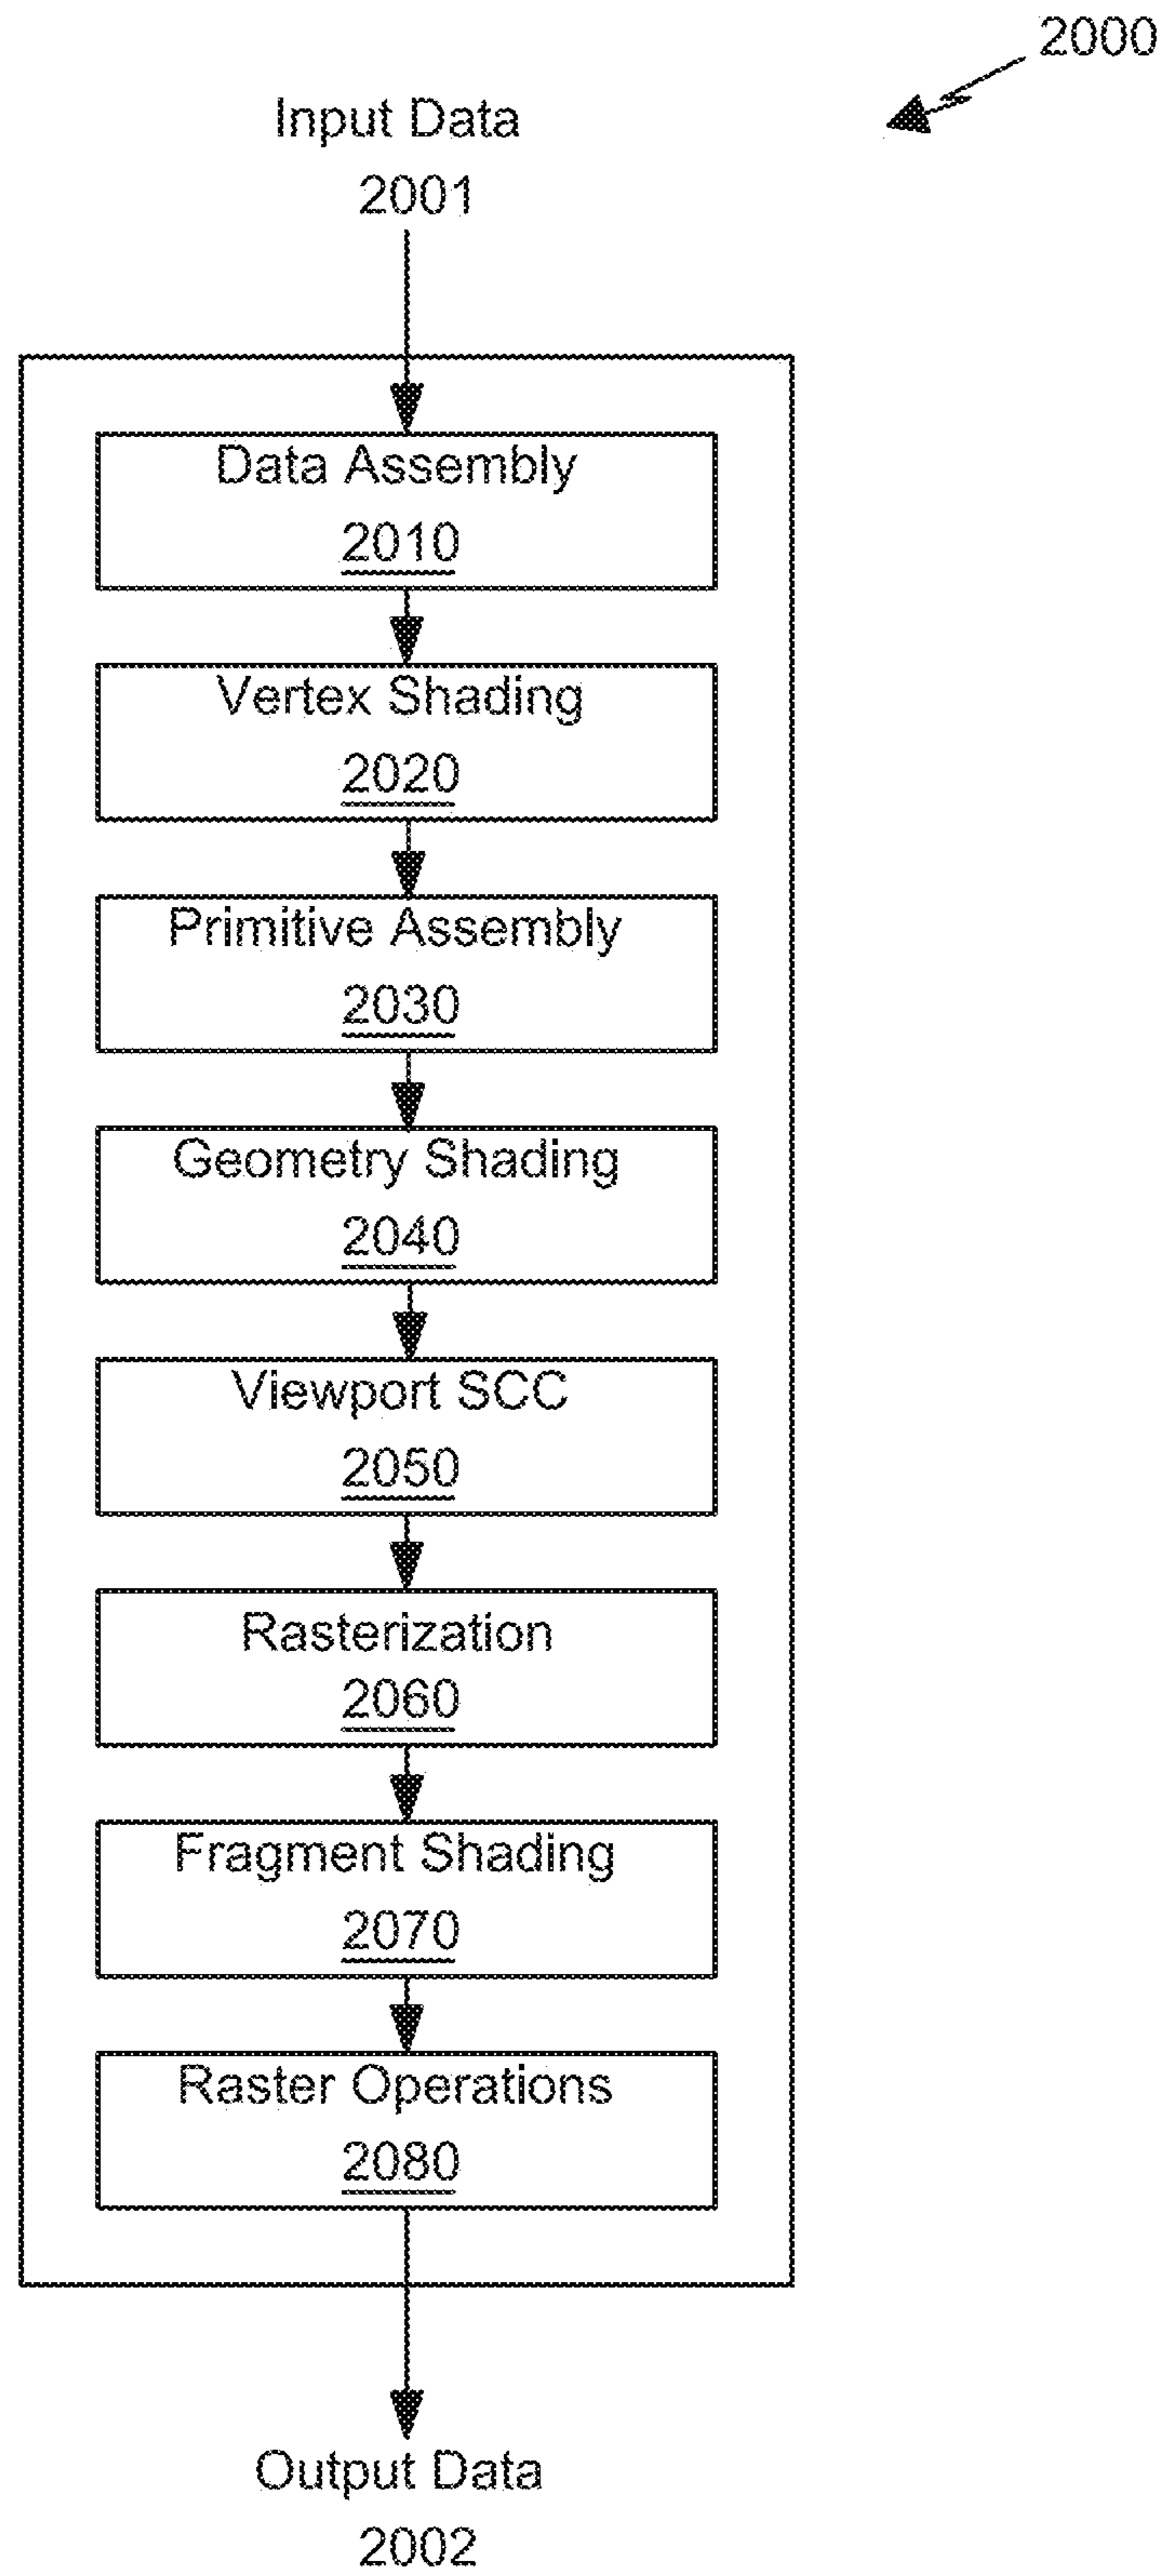 2000
Input Data
2001
Data Assembly
2010
Vertex Shading
2020
Primitive Assembly
2030
Geometry Shading
2040
Viewport SCC
2050
Rasterization
2060
Fragment Shading
2070
Raster Operations
2080
Output Data
2002